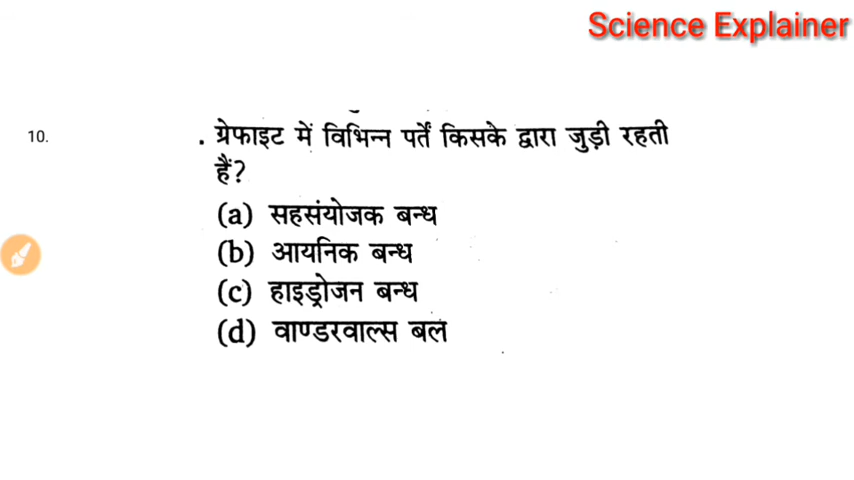 Science Explainer
10. . ग्रेफाइट में विभिन्न पर्तें किसके द्वारा जुड़ी रहती
हैं?
(a) सहसंयोजक बन्ध
(b) आयनिक बन्ध
(c) हाइड्रोजन बन्ध
(d) वाण्डरवाल्स बल